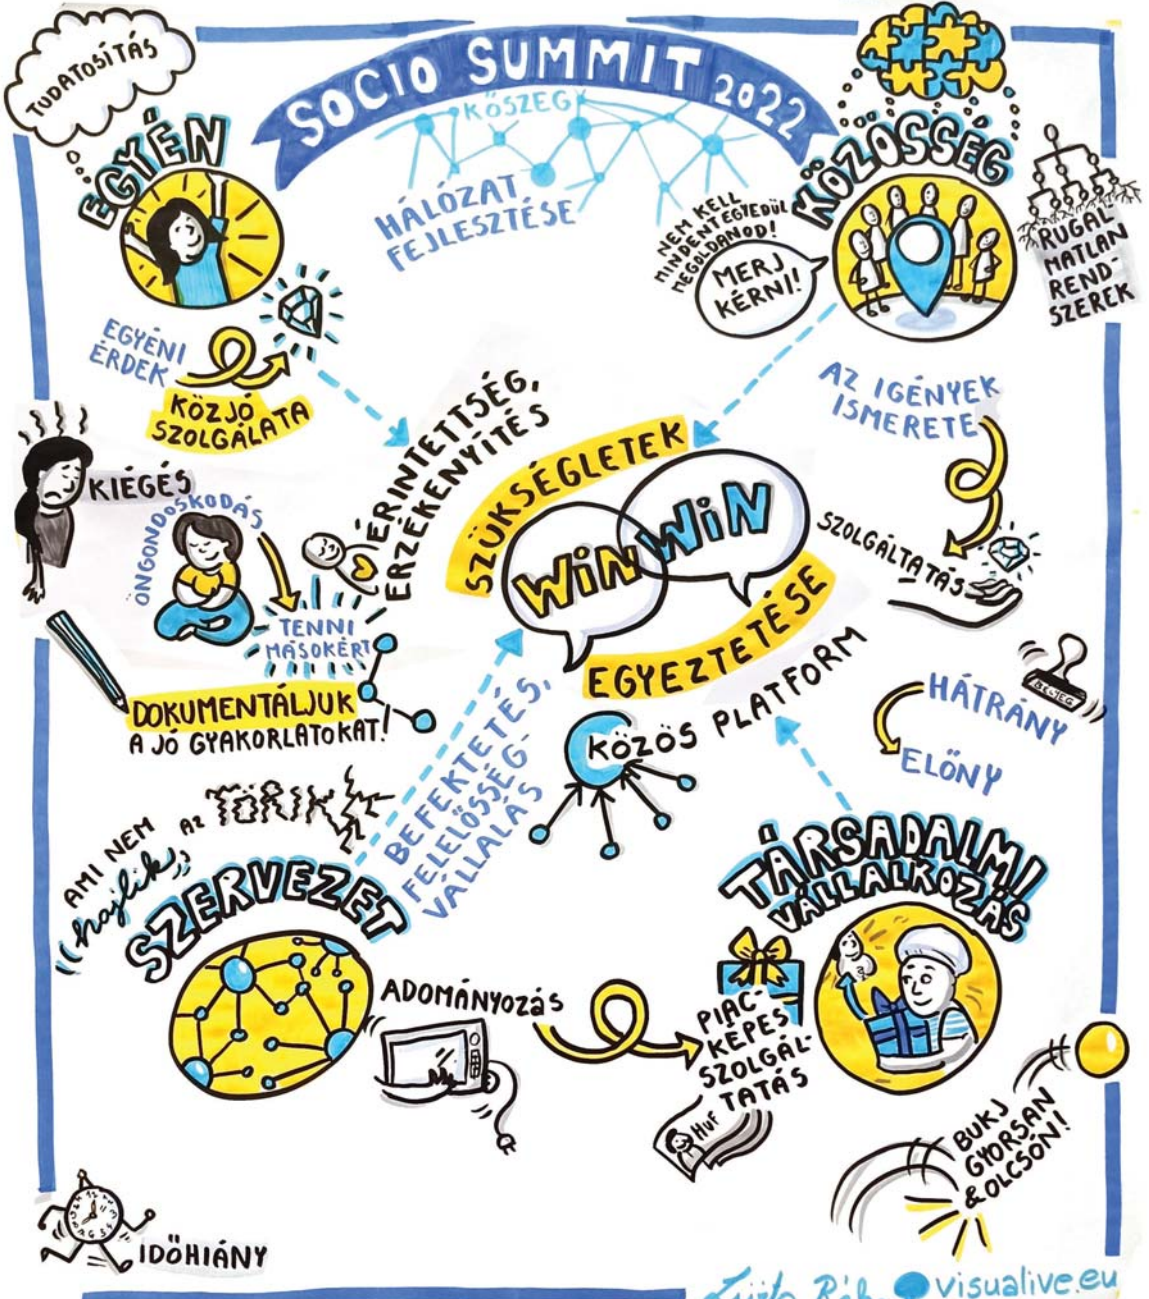 TUDATOSÍTÁS
SOCIO SUMMIT 2022
KŐSZEG
HÁLÓZAT
FEJLESZTÉSE
EGYÉN
EGYÉNI
ÉRDEK
KÖZJÓ
SZOLGÁLATA
KÖZÖSSÉG
NEM KELL
MINDENT EGYEDÜL
MEGOLDANOD!
MERJ
KÉRNI!
RUGAL-
MATLAN
REND-
SZEREK
AZ IGÉNYEK
ISMERETE
SZOLGÁLTATÁS
KIÉGÉS
ÖNGONDOSKODÁS
TENNI
MÁSOKÉRT
ÉRINTETTSÉG,
ÉRZÉKENYÍTÉS
SZÜKSÉGLETEK
WIN WIN
EGYEZTETÉSE
KÖZÖS PLATFORM
DOKUMENTÁLJUK
A JÓ GYAKORLATOKAT!
BÉLYEG
HÁTRÁNY
ELŐNY
AMI NEM
"hajlik",
AZ TÖRIK
SZERVEZET
BEFEKTETÉS,
FELELŐSSÉG-
VÁLLALÁS
ADOMÁNYOZÁS
TÁRSADALMI
VÁLLALKOZÁS
PIAC-
KÉPES
SZOLGÁL-
TATÁS
HUF
BUKJ
GYORSAN
& OLCSÓN!
IDŐHIÁNY
visualive.eu